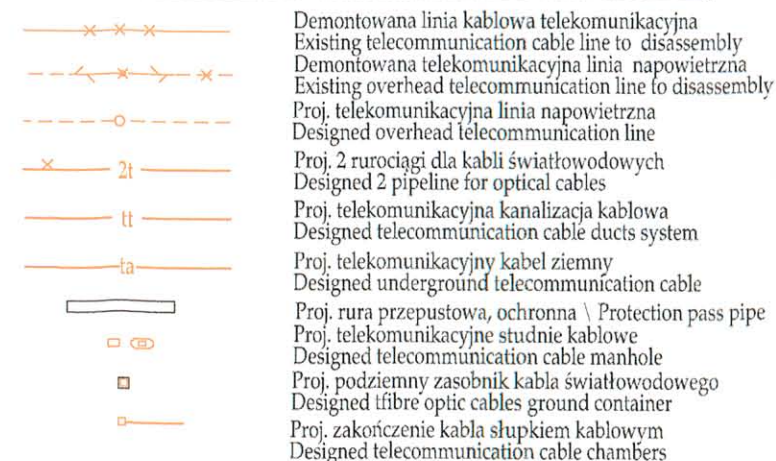 Demontowana linia kablowa telekomunikacyjna
Existing telecommunication cable line to disassembly
Demontowana telekomunikacyjna linia napowietrzna
Existing overhead telecommunication line to disassembly
Proj. telekomunikacyjna linia napowietrzna
Designed overhead telecommunication line
2t
Proj. 2 rurociągi dla kabli światłowodowych
Designed 2 pipeline for optical cables
tt
Proj. telekomunikacyjna kanalizacja kablowa
Designed telecommunication cable ducts system
ta
Proj. telekomunikacyjny kabel ziemny
Designed underground telecommunication cable
Proj. rura przepustowa, ochronna \ Protection pass pipe
Proj. telekomunikacyjne studnie kablowe
Designed telecommunication cable manhole
Proj. podziemny zasobnik kabla światłowodowego
Designed tfibre optic cables ground container
Proj. zakończenie kabla słupkiem kablowym
Designed telecommunication cable chambers